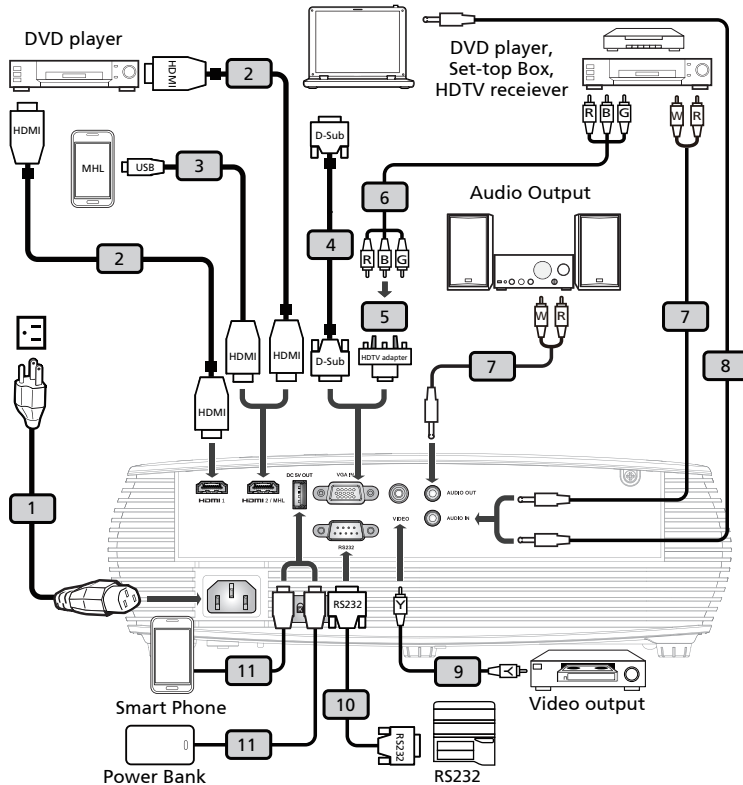 DVD player
HDMI
2
DVD player,
Set-top Box,
HDTV receiever
HDMI
MHL
USB
3
D-Sub
R B G
W R
6
Audio Output
4
2
R B G
5
7
W R
HDMI
HDMI
D-Sub
HDTV adapter
7
8
HDMI
DC 5V OUT
VGA IN
HDMI 1
HDMI 2 / MHL
VIDEO
AUDIO OUT
AUDIO IN
1
RS232
RS232
Y
11
9
Y
Smart Phone
10
Video output
11
RS232
Power Bank
RS232